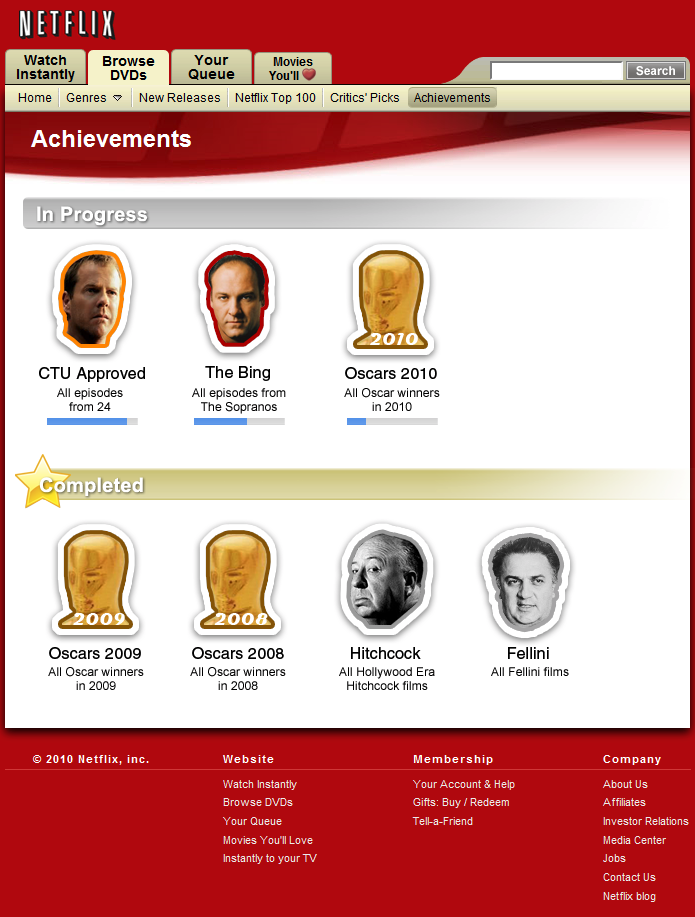 NETFLIX
Watch Instantly
Browse DVDs
Your Queue
Movies You'll
Search
Home Genres New Releases Netflix Top 100 Critics' Picks Achievements
Achievements
In Progress
2010
CTU Approved
All episodes
from 24
The Bing
All episodes from
The Sopranos
Oscars 2010
All Oscar winners
in 2010
Completed
2009
2008
Oscars 2009
All Oscar winners
in 2009
Oscars 2008
All Oscar winners
in 2008
Hitchcock
All Hollywood Era
Hitchcock films
Fellini
All Fellini films
© 2010 Netflix, inc.
Website
Watch Instantly
Browse DVDs
Your Queue
Movies You'll Love
Instantly to your TV
Membership
Your Account & Help
Gifts: Buy / Redeem
Tell-a-Friend
Company
About Us
Affiliates
Investor Relations
Media Center
Jobs
Contact Us
Netflix blog